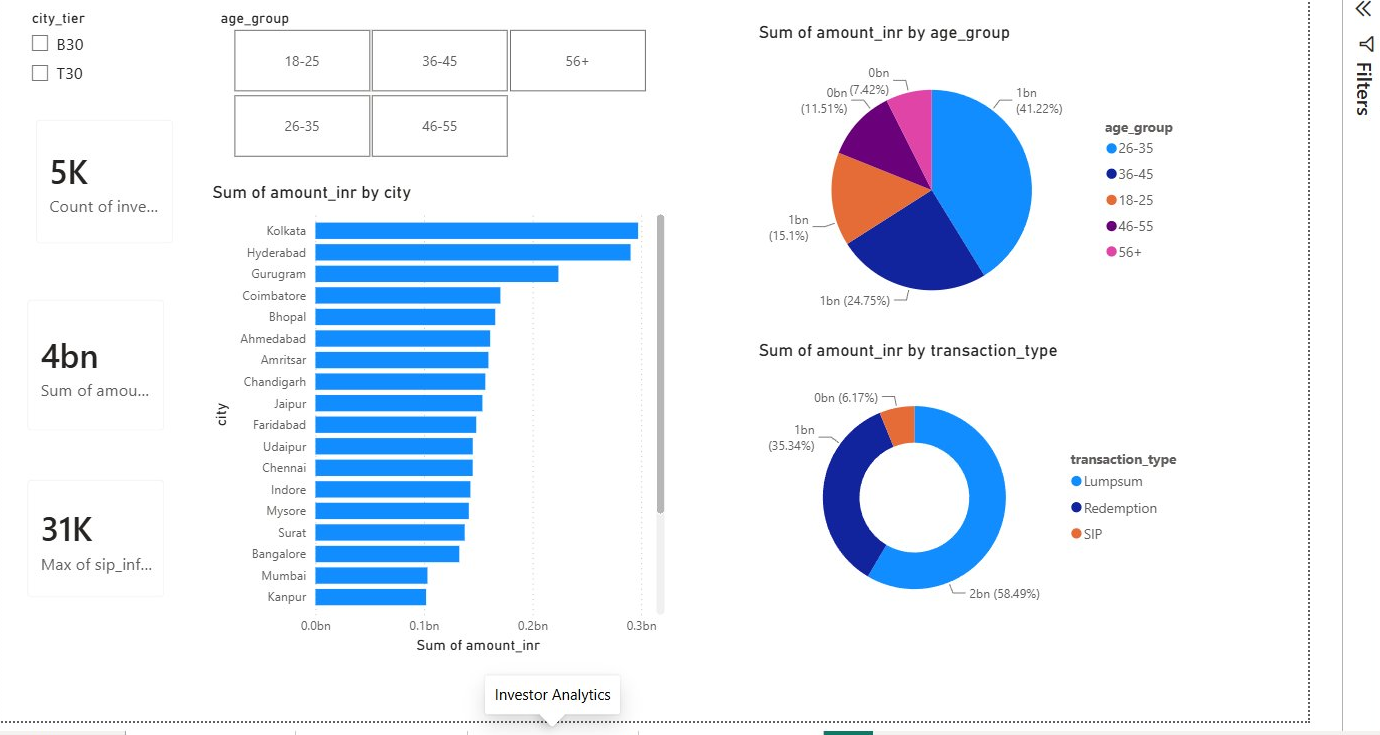 city_tier
B30
T30
5K
Count of inve...
4bn
Sum of amou...
31K
Max of sip_inf...
age_group
18-25
36-45
56+
26-35
46-55
Sum of amount_inr by city
city
Kolkata
Hyderabad
Gurugram
Coimbatore
Bhopal
Ahmedabad
Amritsar
Chandigarh
Jaipur
Faridabad
Udaipur
Chennai
Indore
Mysore
Surat
Bangalore
Mumbai
Kanpur
0.0bn 0.1bn 0.2bn 0.3bn
Sum of amount_inr
Sum of amount_inr by age_group
0bn
(7.42%)
0bn
(11.51%)
1bn
(41.22%)
1bn
(15.1%)
1bn (24.75%)
age_group
26-35
36-45
18-25
46-55
56+
Sum of amount_inr by transaction_type
0bn (6.17%)
1bn
(35.34%)
2bn (58.49%)
transaction_type
Lumpsum
Redemption
SIP
Filters
Investor Analytics